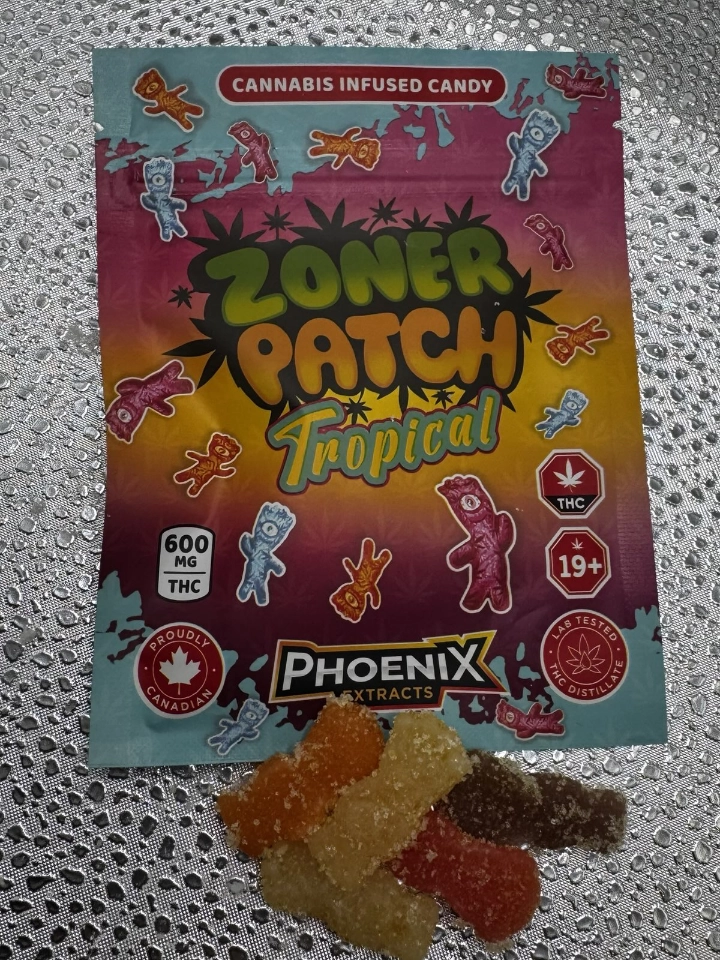 CANNABIS INFUSED CANDY
ZONER
PATCH
Tropical
THC
600
MG
THC
19+
PROUDLY
CANADIAN
PHOENIX
EXTRACTS
LAB TESTED
THC DISTILLATE